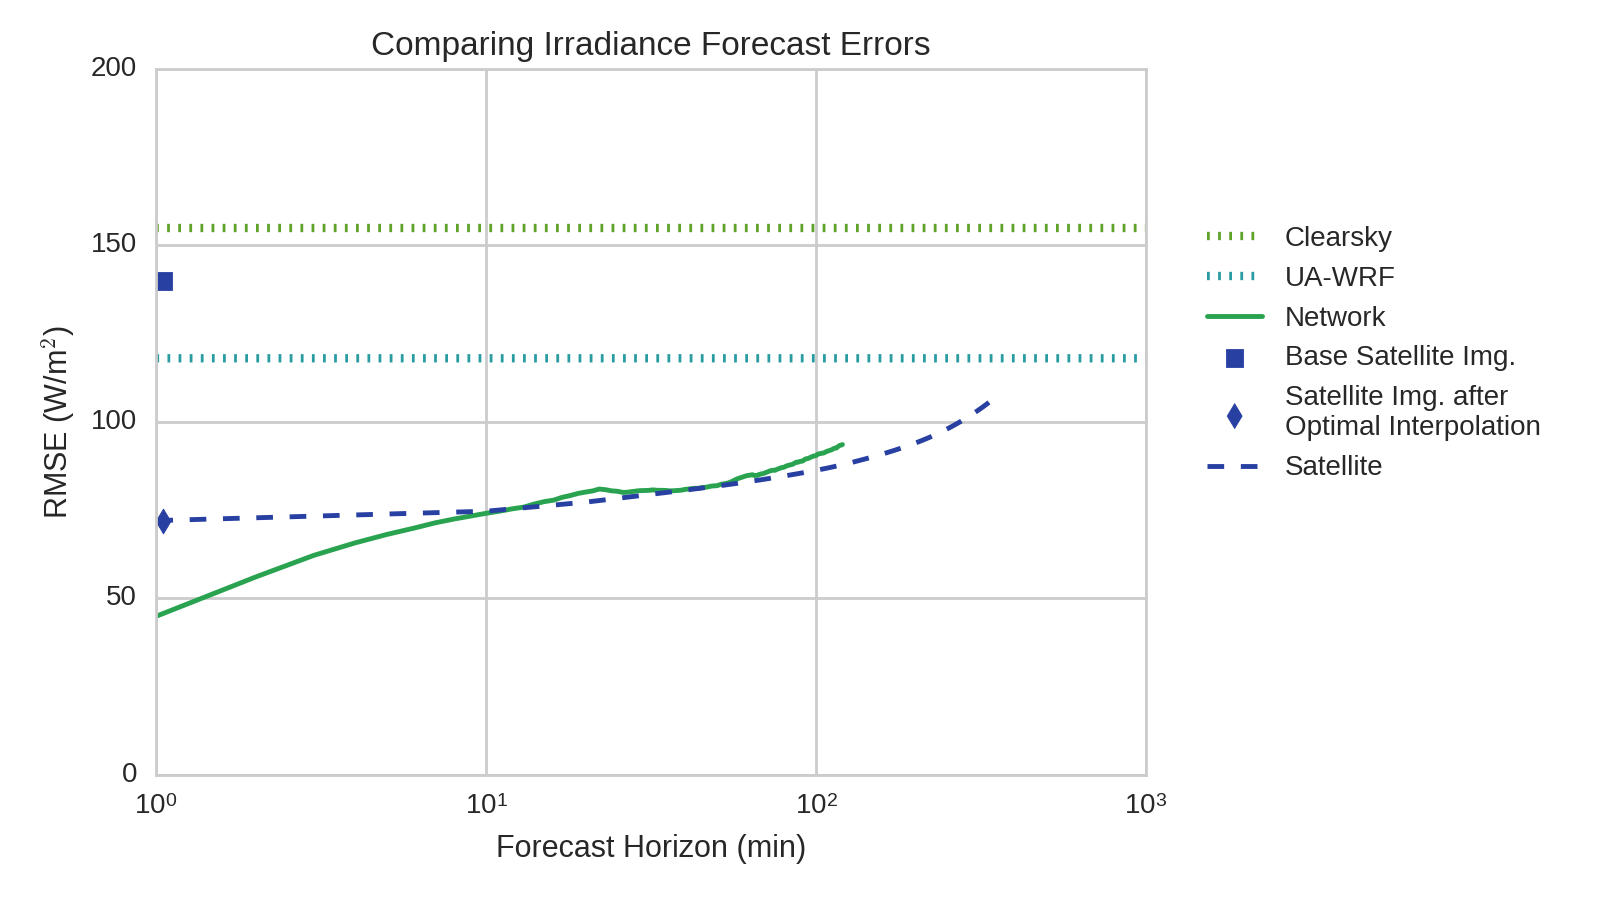 Comparing Irradiance Forecast Errors
200
150
100
50
0
RMSE (W/m²)
10⁰
10¹
10²
10³
Forecast Horizon (min)
Clearsky
UA-WRF
Network
Base Satellite Img.
Satellite Img. after
Optimal Interpolation
Satellite